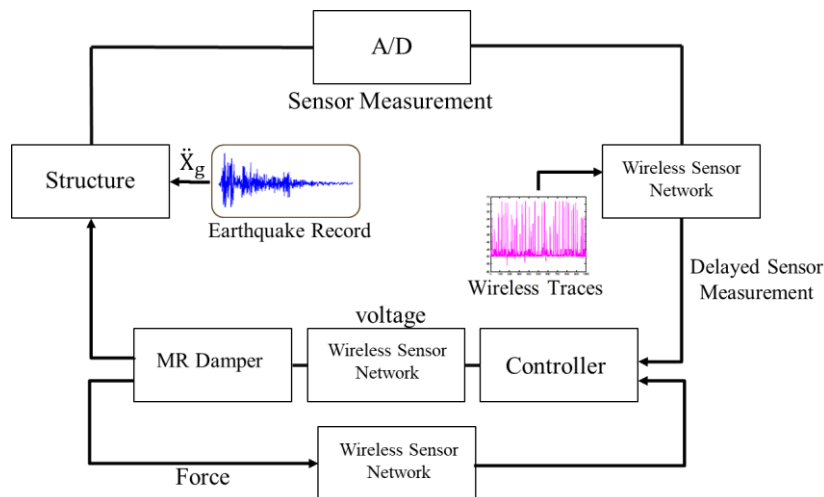 A/D
Sensor Measurement
Structure
Ẍg
Earthquake Record
Wireless Sensor
Network
Wireless Traces
Delayed Sensor
Measurement
voltage
MR Damper
Wireless Sensor
Network
Controller
Force
Wireless Sensor
Network